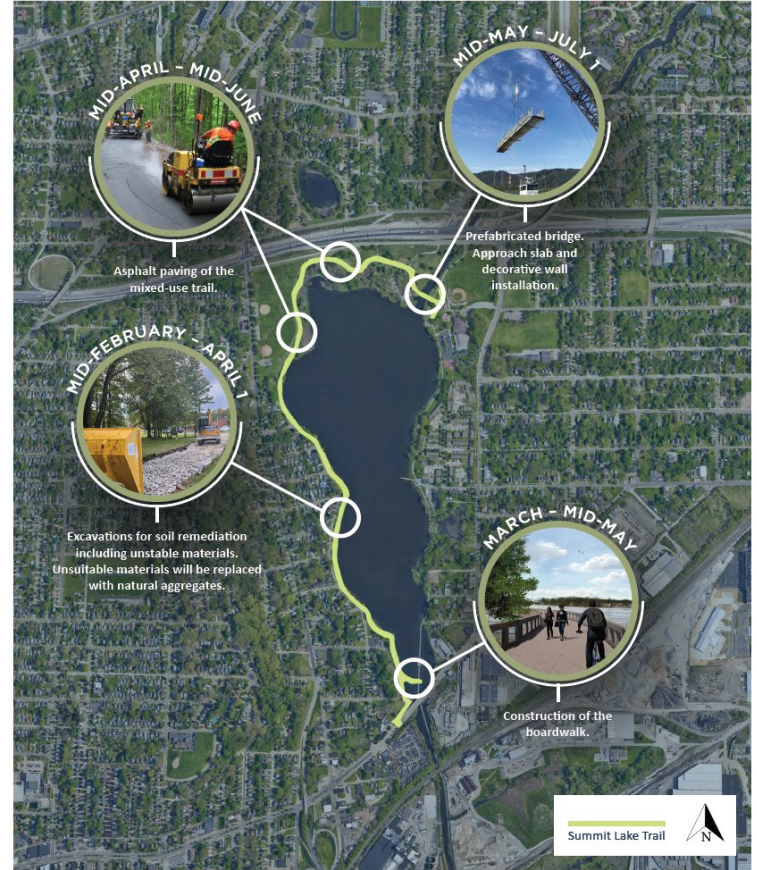 MID-APRIL – MID-JUNE
Asphalt paving of the
mixed-use trail.
MID-MAY – JULY 1
Prefabricated bridge.
Approach slab and
decorative wall
installation.
MID-FEBRUARY – APRIL 1
Excavations for soil remediation
including unstable materials.
Unsuitable materials will be replaced
with natural aggregates.
MARCH – MID-MAY
Construction of the
boardwalk.
Summit Lake Trail
N